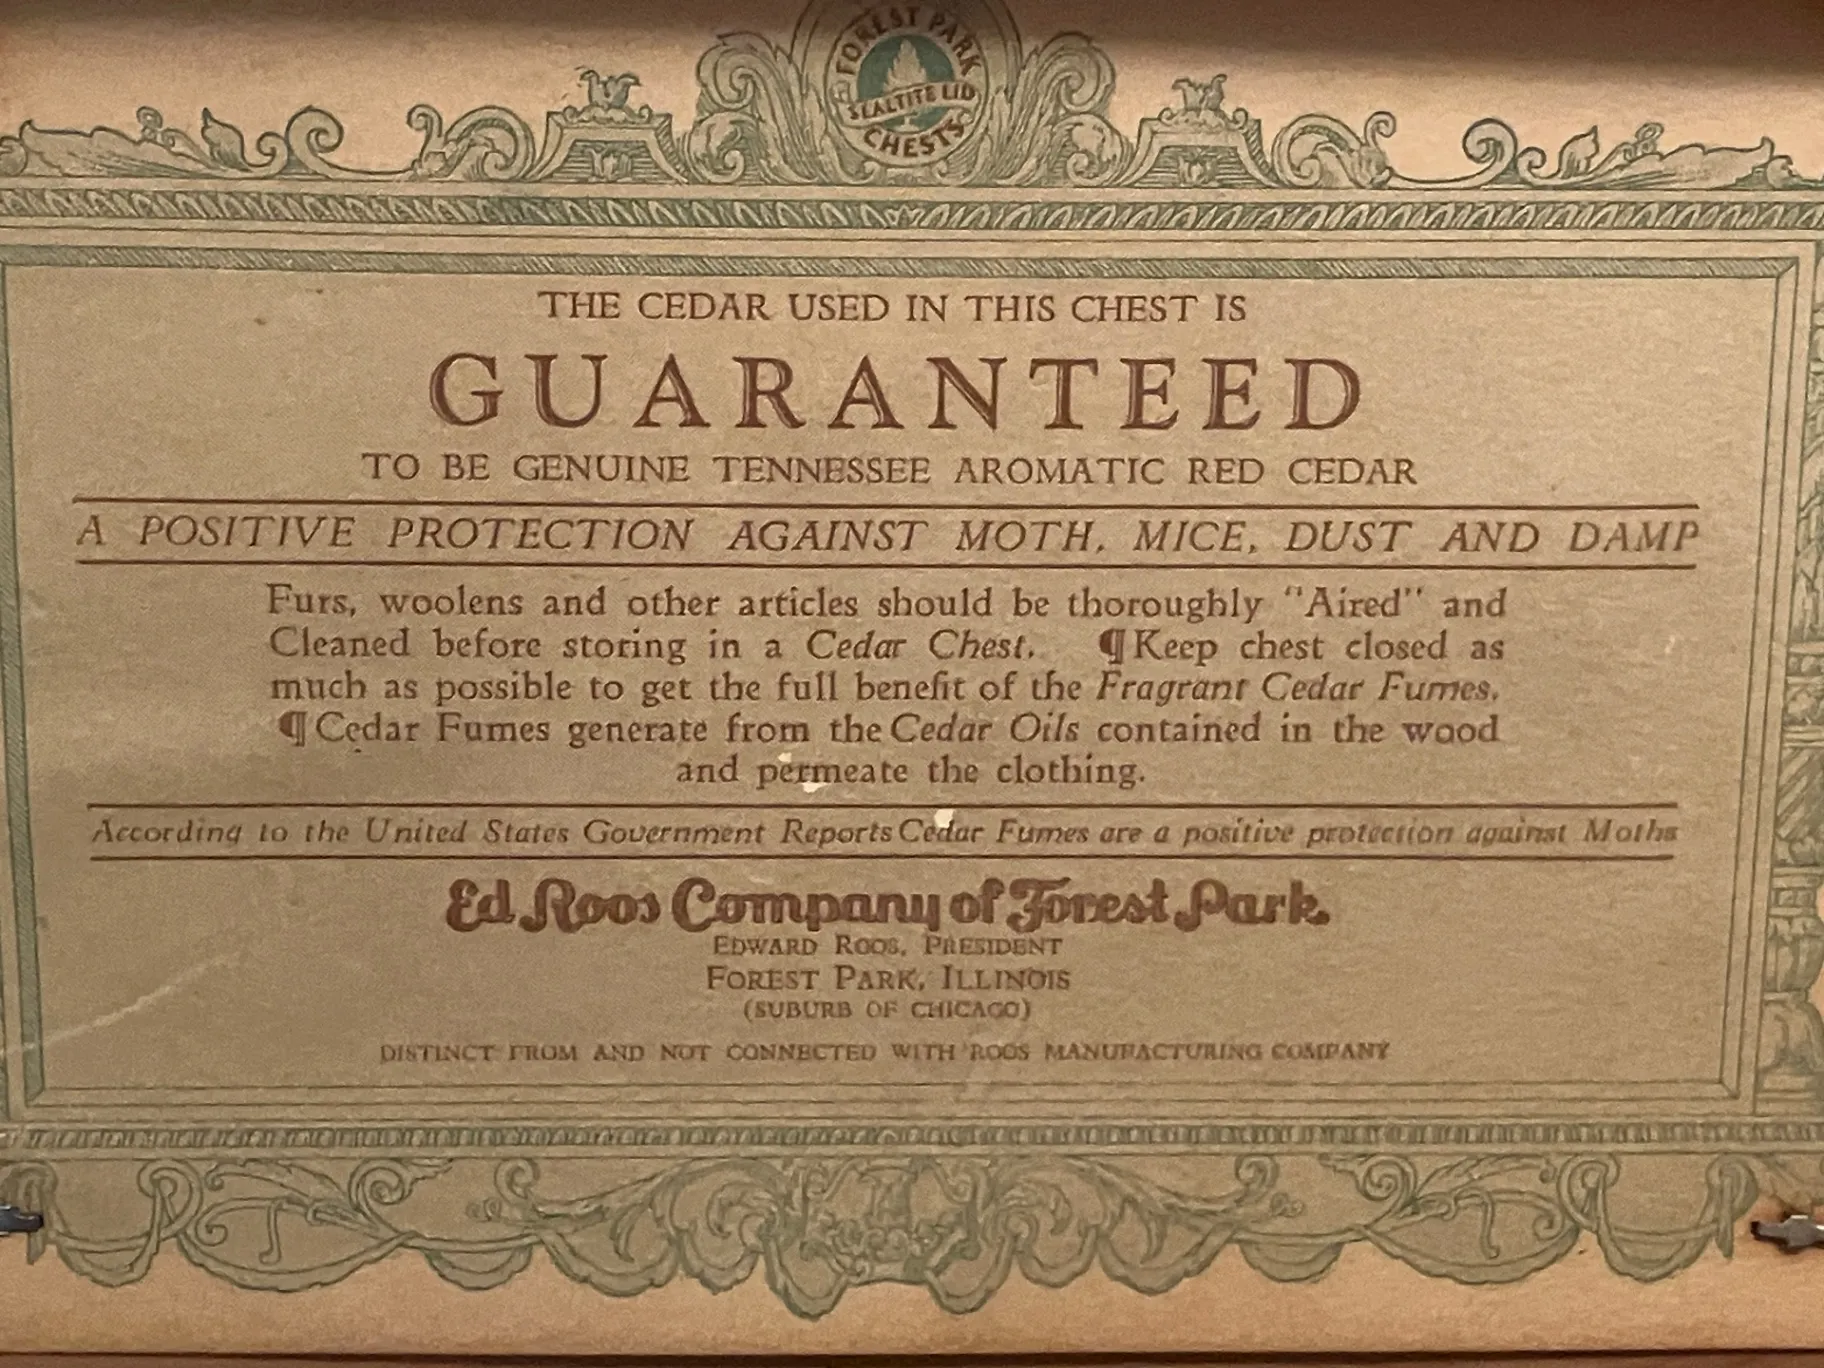 FOREST PARK
SEALTITE LID
CHESTS
THE CEDAR USED IN THIS CHEST IS
GUARANTEED
TO BE GENUINE TENNESSEE AROMATIC RED CEDAR
A POSITIVE PROTECTION AGAINST MOTH, MICE, DUST AND DAMP
Furs, woolens and other articles should be thoroughly "Aired" and
Cleaned before storing in a Cedar Chest. ¶ Keep chest closed as
much as possible to get the full benefit of the Fragrant Cedar Fumes.
¶ Cedar Fumes generate from the Cedar Oils contained in the wood
and permeate the clothing.
According to the United States Government Reports Cedar Fumes are a positive protection against Moths
Ed Roos Company of Forest Park
EDWARD ROOS, PRESIDENT
FOREST PARK, ILLINOIS
(SUBURB OF CHICAGO)
DISTINCT FROM AND NOT CONNECTED WITH ROOS MANUFACTURING COMPANY